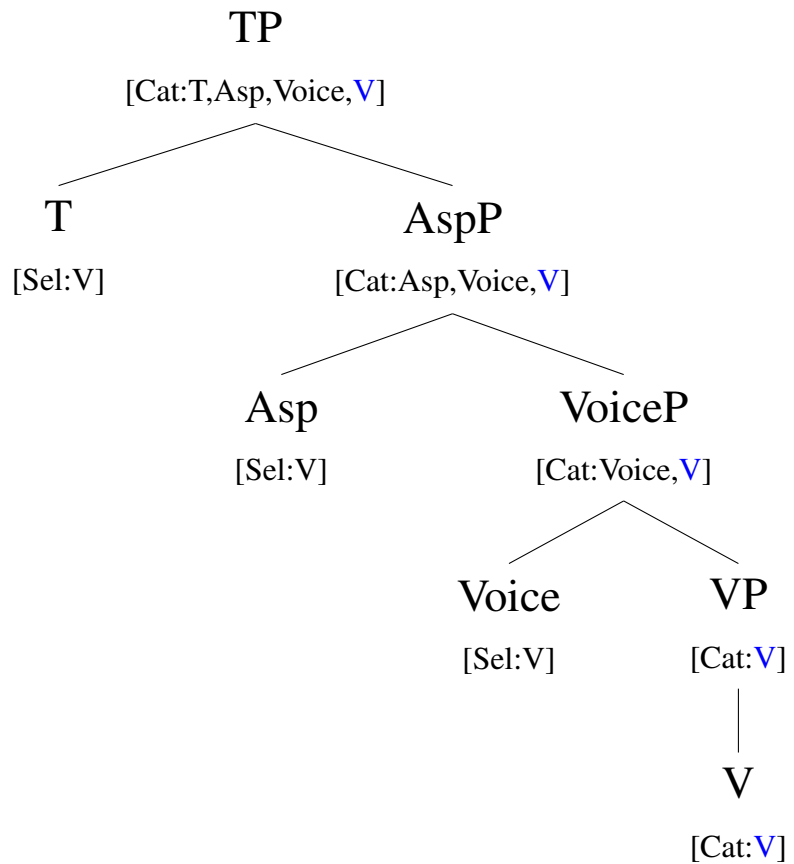 TP
[Cat:T,Asp,Voice,V]
T AspP
[Sel:V] [Cat:Asp,Voice,V]
Asp VoiceP
[Sel:V] [Cat:Voice,V]
Voice VP
[Sel:V] [Cat:V]
V
[Cat:V]